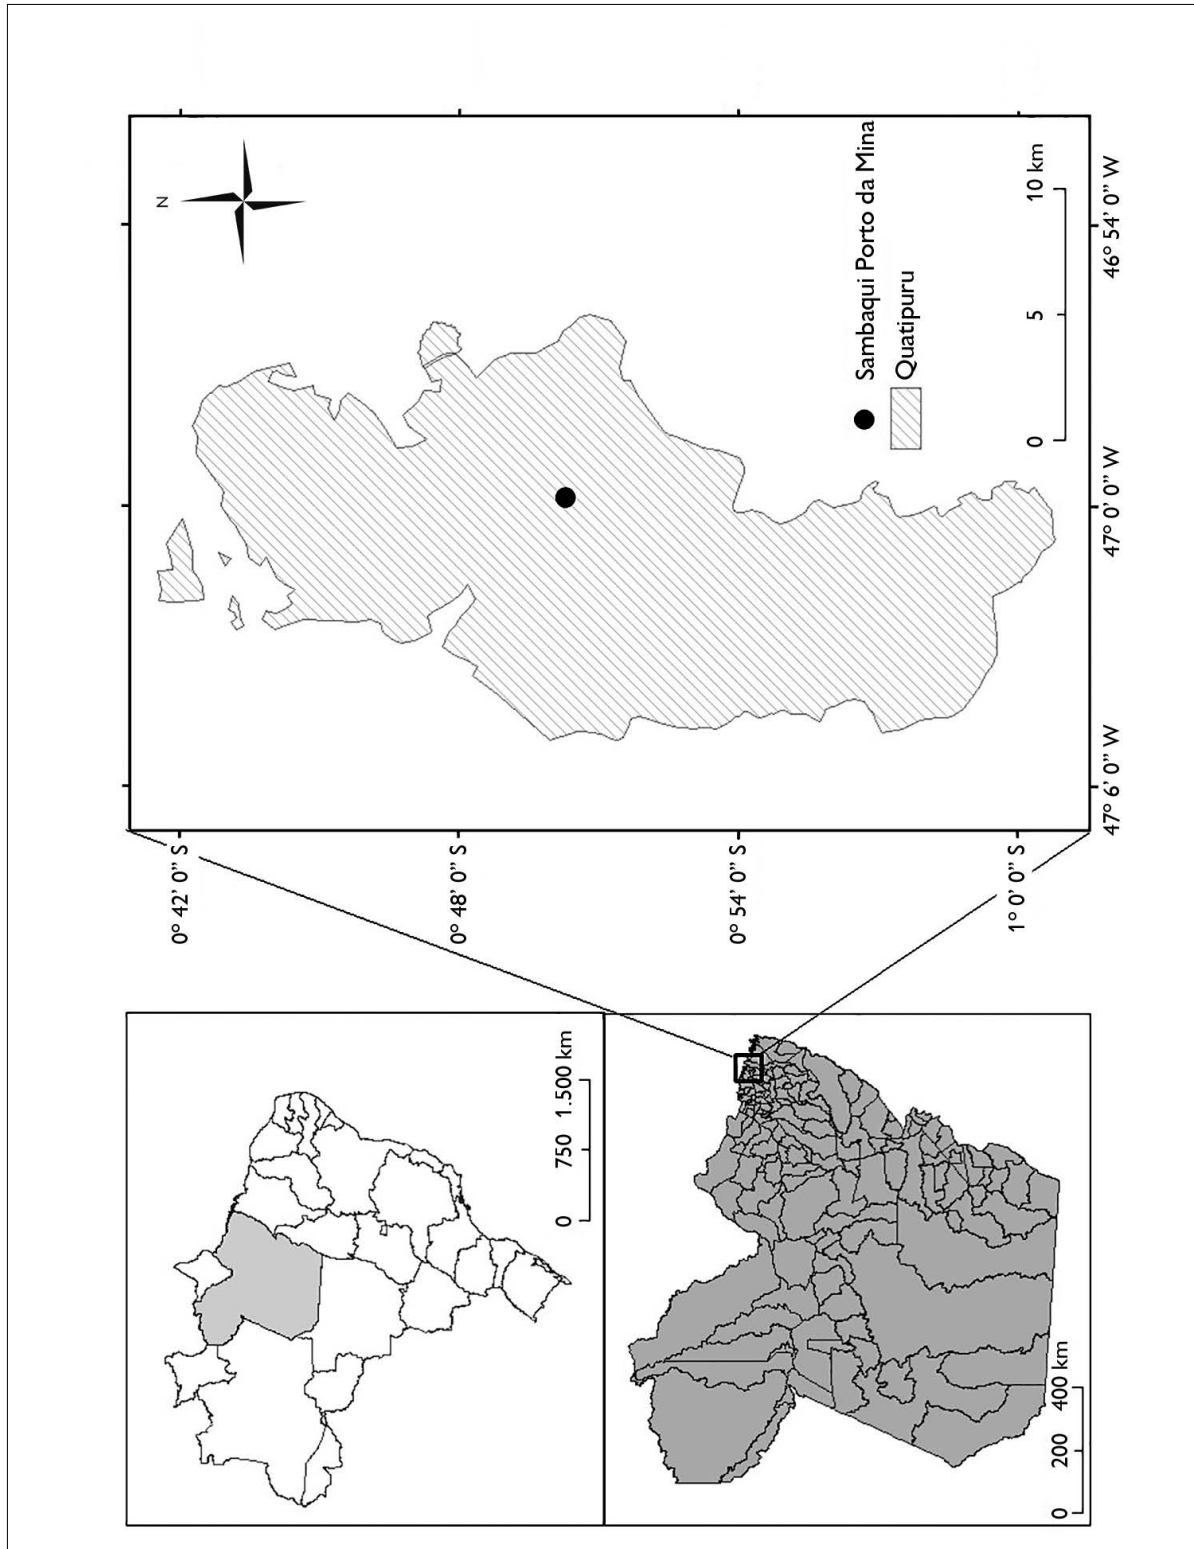 N
0° 42' 0" S
0° 48' 0" S
0° 54' 0" S
1° 0' 0" S
47° 6' 0" W
47° 0' 0" W
46° 54' 0" W
Sambaqui Porto da Mina
Quatipuru
0 5 10 km
0 750 1.500 km
0 200 400 km